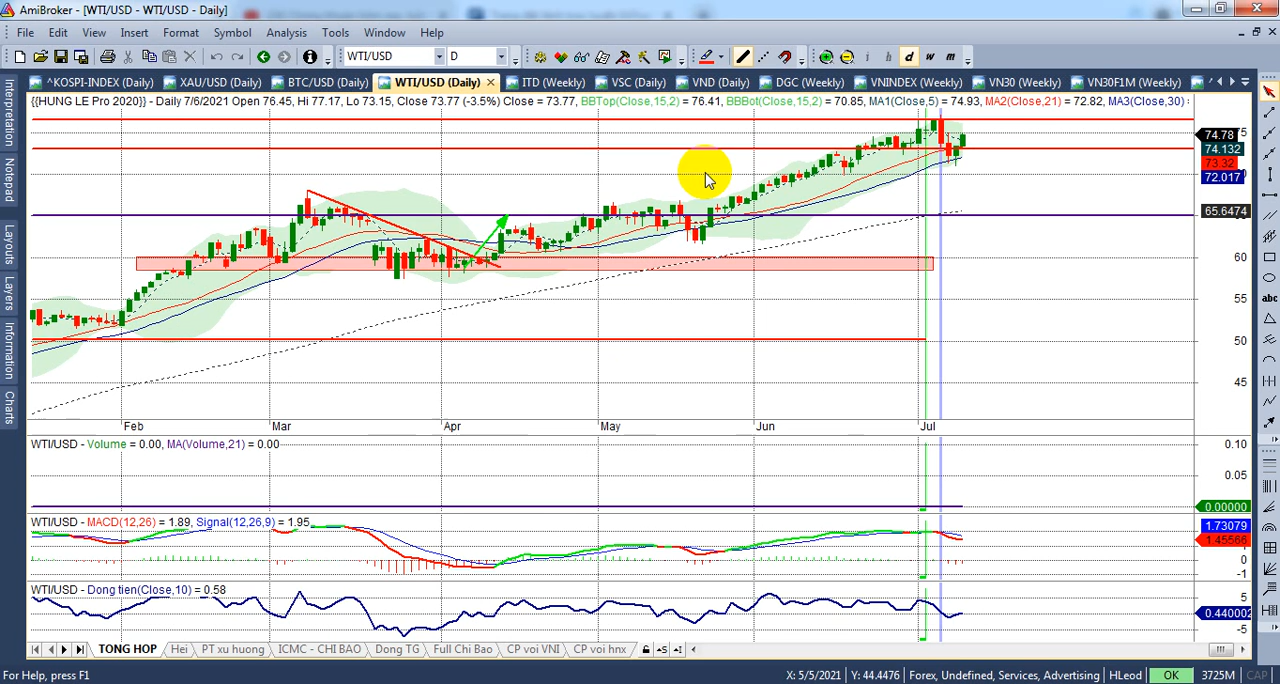 AmiBroker - [WTI/USD - WTI/USD - Daily]
File Edit View Insert Format Symbol Analysis Tools Window Help
WTI/USD D i h d w m
^KOSPI-INDEX (Daily) XAU/USD (Daily) BTC/USD (Daily) WTI/USD (Daily) ITD (Weekly) VSC (Daily) VND (Daily) DGC (Weekly) VNINDEX (Weekly) VN30 (Weekly) VN30F1M (Weekly)
{{HUNG LE Pro 2020}} - Daily 7/6/2021 Open 76.45, Hi 77.17, Lo 73.15, Close 73.77 (-3.5%) Close = 73.77, BBTop(Close,15,2) = 76.41, BBBot(Close,15,2) = 70.85, MA1(Close,5) = 74.93, MA2(Close,21) = 72.82, MA3(Close,30)
Interpretation
Notepad
Layouts
Layers
Information
Charts
74.78
74.132
73.32
72.017
65.6474
60
55
50
45
Feb Mar Apr May Jun Jul
WTI/USD - Volume = 0.00, MA(Volume,21) = 0.00
0.10
0.05
0.00000
WTI/USD - MACD(12,26) = 1.89, Signal(12,26,9) = 1.95
1.73079
1.45566
0
-1
WTI/USD - Dong tien(Close,10) = 0.58
5
0.440002
-5
abc
TONG HOP Hei PT xu huong ICMC - CHI BAO Dong TG Full Chi Bao CP voi VNI CP voi hnx
For Help, press F1 X: 5/5/2021 Y: 44.4476 Forex, Undefined, Services, Advertising HLeod OK 3725M CAP